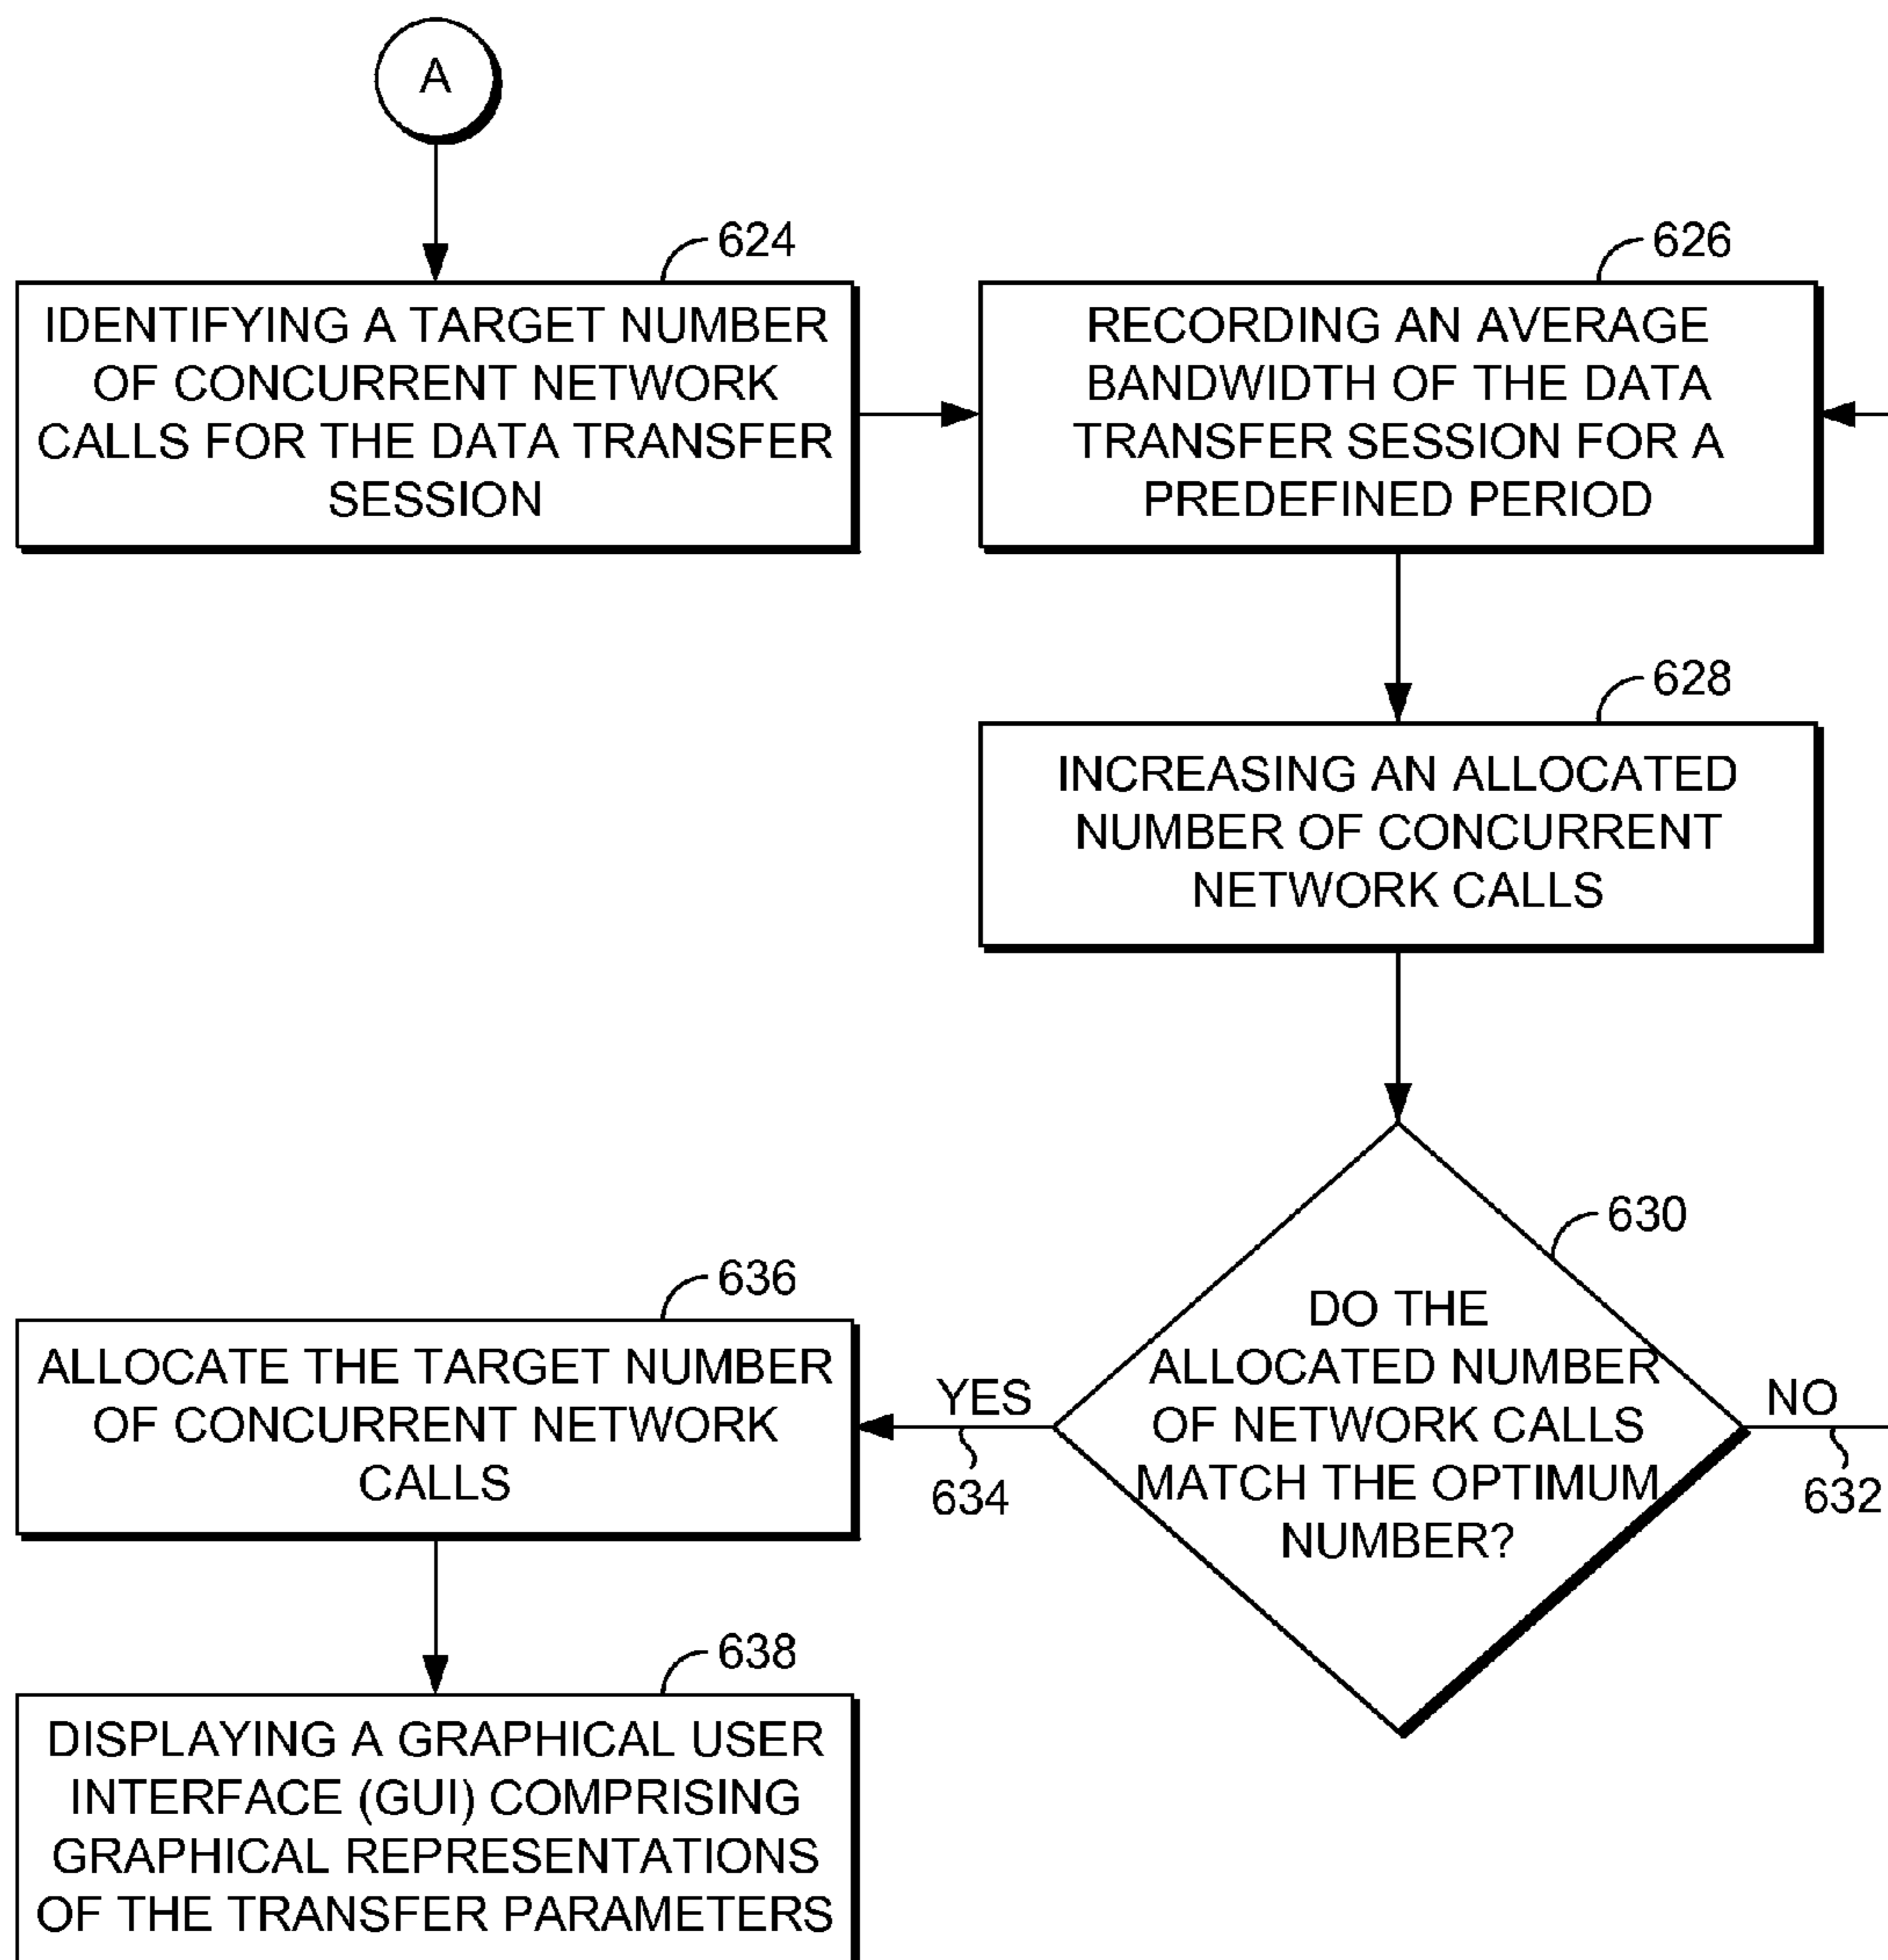 A
624
IDENTIFYING A TARGET NUMBER
OF CONCURRENT NETWORK
CALLS FOR THE DATA TRANSFER
SESSION
626
RECORDING AN AVERAGE
BANDWIDTH OF THE DATA
TRANSFER SESSION FOR A
PREDEFINED PERIOD
628
INCREASING AN ALLOCATED
NUMBER OF CONCURRENT
NETWORK CALLS
630
DO THE
ALLOCATED NUMBER
OF NETWORK CALLS
MATCH THE OPTIMUM
NUMBER?
NO
632
YES
634
636
ALLOCATE THE TARGET NUMBER
OF CONCURRENT NETWORK
CALLS
638
DISPLAYING A GRAPHICAL USER
INTERFACE (GUI) COMPRISING
GRAPHICAL REPRESENTATIONS
OF THE TRANSFER PARAMETERS